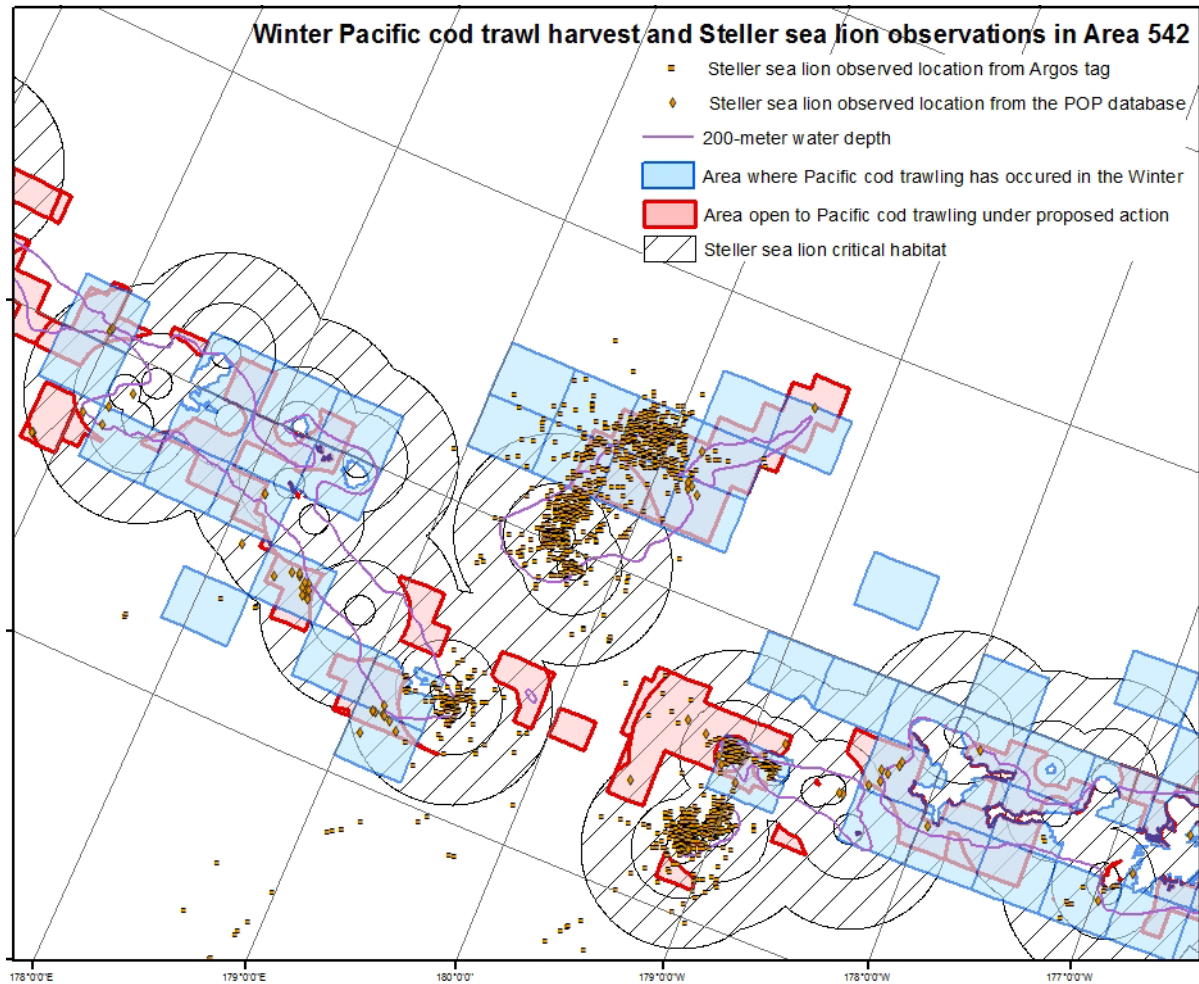 Winter Pacific cod trawl harvest and Steller sea lion observations in Area 542
Steller sea lion observed location from Argos tag
Steller sea lion observed location from the POP database
200-meter water depth
Area where Pacific cod trawling has occured in the Winter
Area open to Pacific cod trawling under proposed action
Steller sea lion critical habitat
178°0'0"E 179°0'0"E 180°0'0" 179°0'0"W 178°0'0"W 177°0'0"W